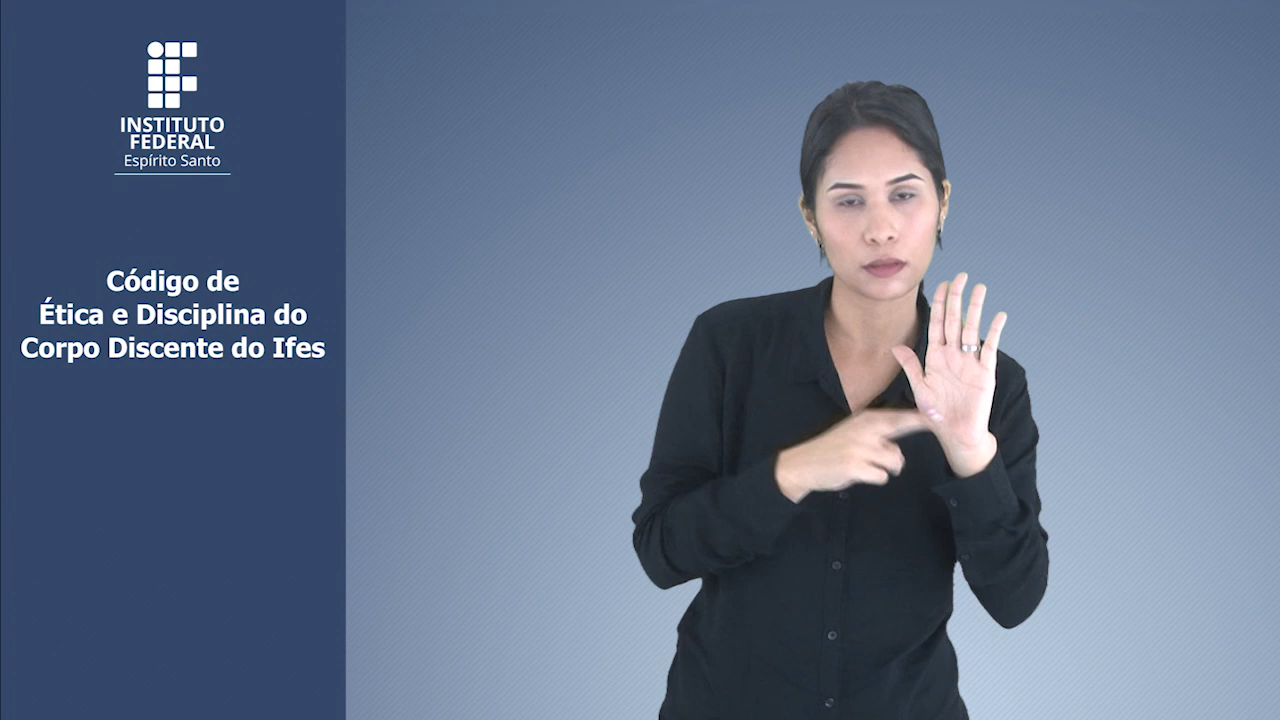 INSTITUTO
FEDERAL
Espírito Santo
Código de
Ética e Disciplina do
Corpo Discente do Ifes